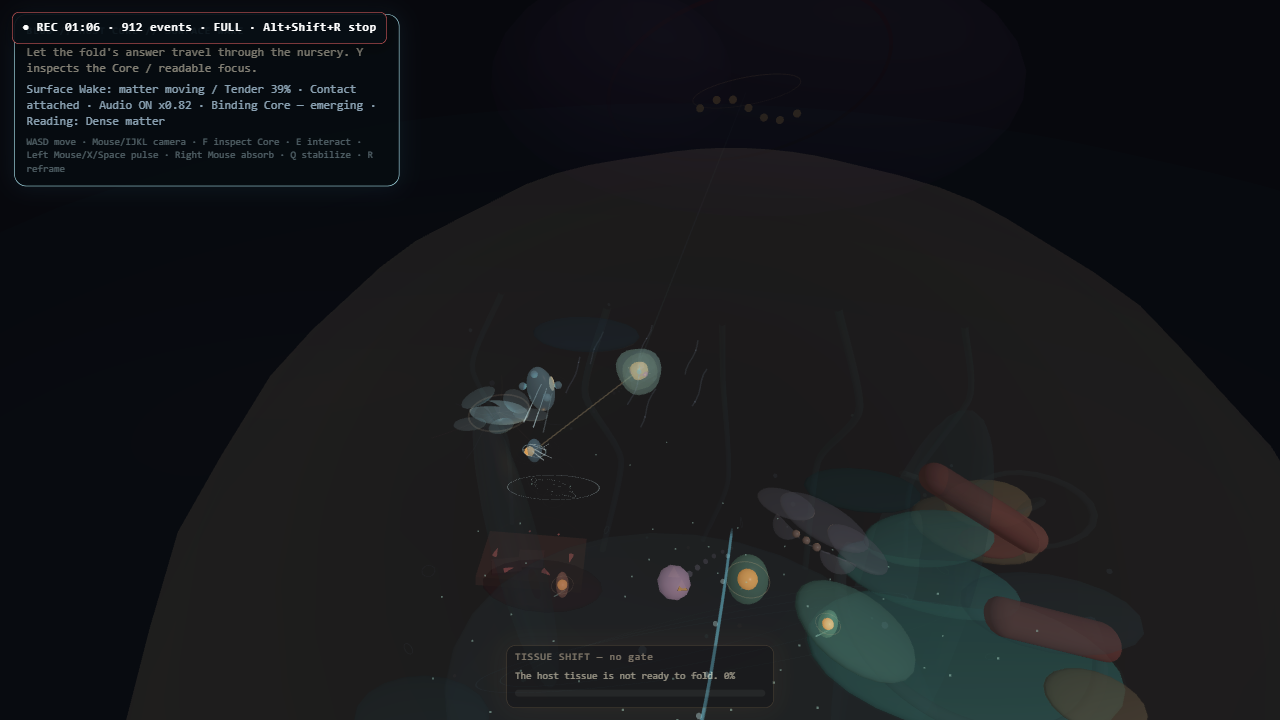 ● REC 01:06 · 912 events · FULL · Alt+Shift+R stop
Let the fold's answer travel through the nursery. Y
inspects the Core / readable focus.
Surface Wake: matter moving / Tender 39% · Contact
attached · Audio ON x0.82 · Binding Core — emerging ·
Reading: Dense matter
WASD move · Mouse/IJKL camera · F inspect Core · E interact ·
Left Mouse/X/Space pulse · Right Mouse absorb · Q stabilize · R
reframe
TISSUE SHIFT — no gate
The host tissue is not ready to fold. 0%